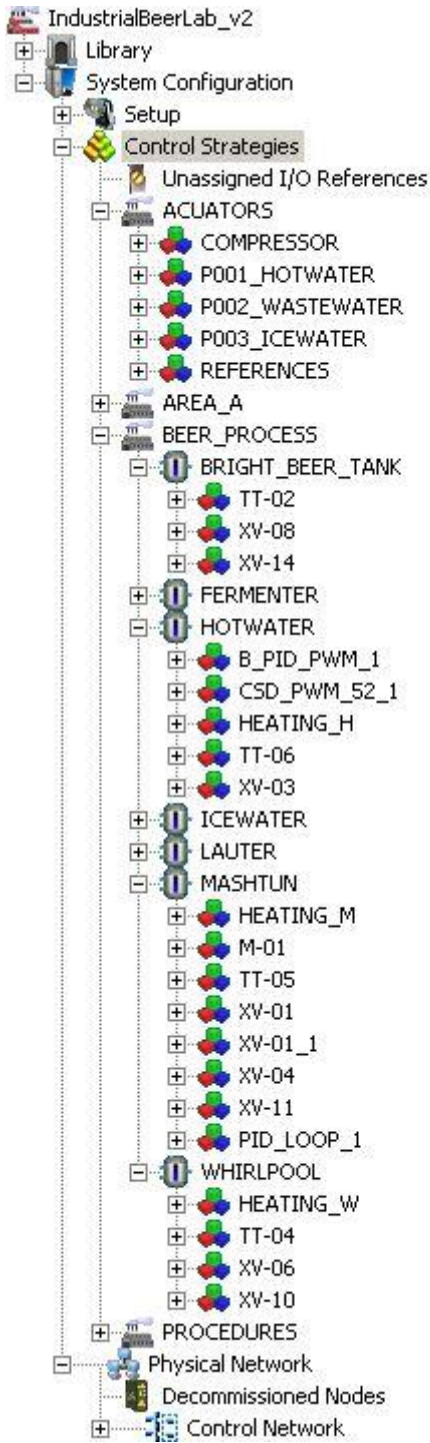 IndustrialBeerLab_v2
Library
System Configuration
Setup
Control Strategies
Unassigned I/O References
ACUATORS
COMPRESSOR
P001_HOTWATER
P002_WASTEWATER
P003_ICEWATER
REFERENCES
AREA_A
BEER_PROCESS
BRIGHT_BEER_TANK
TT-02
XV-08
XV-14
FERMENTER
HOTWATER
B_PID_PWM_1
CSD_PWM_52_1
HEATING_H
TT-06
XV-03
ICEWATER
LAUTER
MASHTUN
HEATING_M
M-01
TT-05
XV-01
XV-01_1
XV-04
XV-11
PID_LOOP_1
WHIRLPOOL
HEATING_W
TT-04
XV-06
XV-10
PROCEDURES
Physical Network
Decommissioned Nodes
Control Network